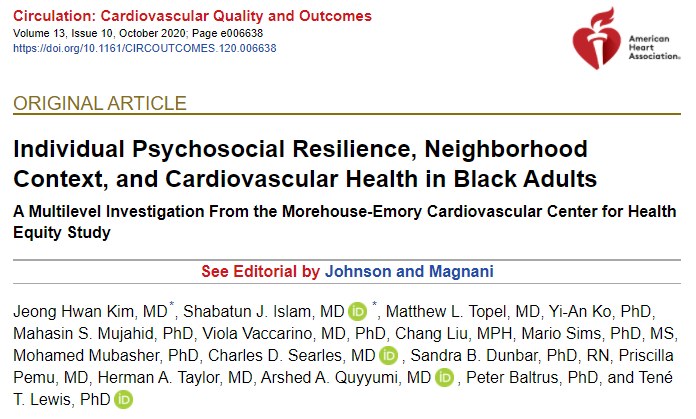 Circulation: Cardiovascular Quality and Outcomes
Volume 13, Issue 10, October 2020; Page e006638
https://doi.org/10.1161/CIRCOUTCOMES.120.006638
American
Heart
Association.
ORIGINAL ARTICLE
Individual Psychosocial Resilience, Neighborhood
Context, and Cardiovascular Health in Black Adults
A Multilevel Investigation From the Morehouse-Emory Cardiovascular Center for Health
Equity Study
See Editorial by Johnson and Magnani
Jeong Hwan Kim, MD*, Shabatun J. Islam, MD iD *, Matthew L. Topel, MD, Yi-An Ko, PhD,
Mahasin S. Mujahid, PhD, Viola Vaccarino, MD, PhD, Chang Liu, MPH, Mario Sims, PhD, MS,
Mohamed Mubasher, PhD, Charles D. Searles, MD iD , Sandra B. Dunbar, PhD, RN, Priscilla
Pemu, MD, Herman A. Taylor, MD, Arshed A. Quyyumi, MD iD , Peter Baltrus, PhD, and Tené
T. Lewis, PhD iD